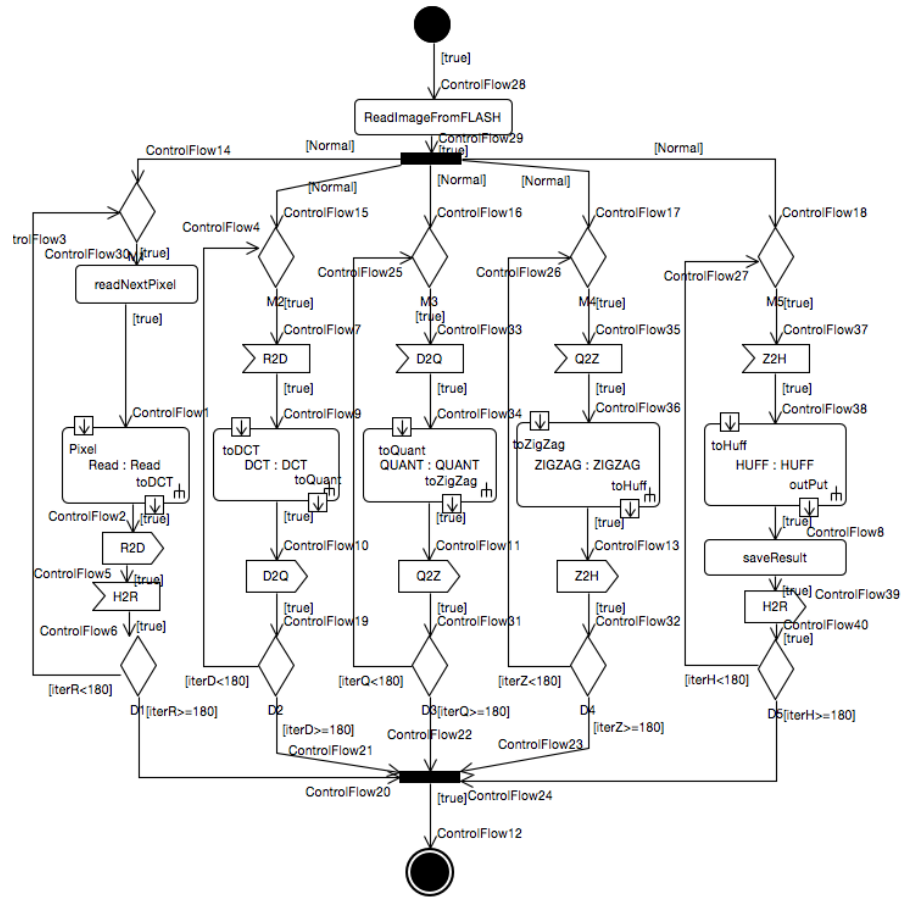 [true]
ControlFlow28
ReadImageFromFLASH
ControlFlow29
[true]
[Normal]
[Normal]
ControlFlow14
[Normal]
[Normal]
[Normal]
ControlFlow15
ControlFlow16
ControlFlow17
ControlFlow18
ControlFlow4
trolFlow3
ControlFlow30
[true]
ControlFlow25
ControlFlow26
ControlFlow27
readNextPixel
M2
[true]
M3
[true]
M4
[true]
M5
[true]
[true]
ControlFlow7
ControlFlow33
ControlFlow35
ControlFlow37
R2D
D2Q
Q2Z
Z2H
[true]
[true]
[true]
[true]
ControlFlow1
ControlFlow9
ControlFlow34
ControlFlow36
ControlFlow38
Pixel
Read : Read
toDCT
toDCT
DCT : DCT
toQuant
toQuant
QUANT : QUANT
toZigZag
toZigZag
ZIGZAG : ZIGZAG
toHuff
toHuff
HUFF : HUFF
outPut
ControlFlow2
[true]
[true]
[true]
[true]
[true]
ControlFlow8
R2D
ControlFlow10
ControlFlow11
ControlFlow13
saveResult
ControlFlow5
[true]
D2Q
Q2Z
Z2H
[true]
ControlFlow39
H2R
H2R
ControlFlow6
[true]
[true]
ControlFlow19
[true]
ControlFlow31
[true]
ControlFlow32
ControlFlow40
[true]
[iterR<180]
[iterD<180]
[iterQ<180]
[iterZ<180]
[iterH<180]
D1
[iterR>=180]
D2
D3
[iterQ>=180]
D4
D5
[iterH>=180]
[iterD>=180]
[iterZ>=180]
ControlFlow21
ControlFlow22
ControlFlow23
ControlFlow20
[true]
ControlFlow24
ControlFlow12